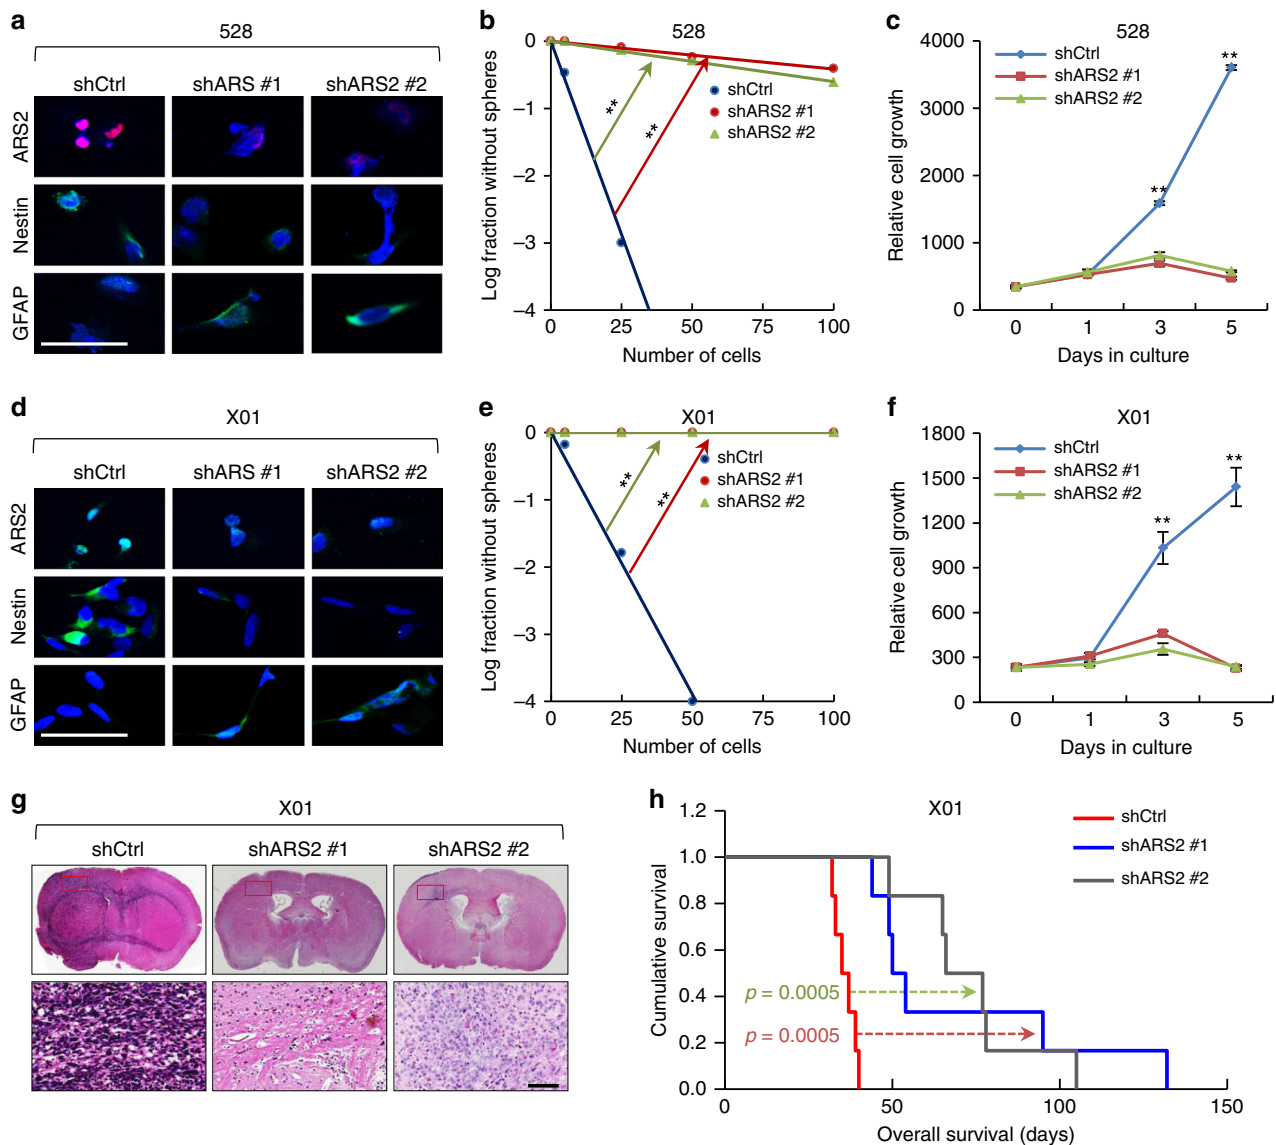 a
528
shCtrl
shARS #1
shARS2 #2
ARS2
Nestin
GFAP
b
528
Log fraction without spheres
0
–1
–2
–3
–4
**
**
shCtrl
shARS2 #1
shARS2 #2
0 25 50 75 100
Number of cells
c
528
Relative cell growth
4000
3200
2400
1600
800
0
shCtrl
shARS2 #1
shARS2 #2
**
**
0 1 3 5
Days in culture
d
X01
shCtrl
shARS #1
shARS2 #2
ARS2
Nestin
GFAP
e
X01
Log fraction without spheres
0
–1
–2
–3
–4
**
**
shCtrl
shARS2 #1
shARS2 #2
0 25 50 75 100
Number of cells
f
X01
Relative cell growth
1800
1500
1200
900
600
300
0
shCtrl
shARS2 #1
shARS2 #2
**
**
0 1 3 5
Days in culture
g
X01
shCtrl
shARS2 #1
shARS2 #2
h
X01
Cumulative survival
1.2
1.0
0.8
0.6
0.4
0.2
0.0
shCtrl
shARS2 #1
shARS2 #2
p = 0.0005
p = 0.0005
0 50 100 150
Overall survival (days)